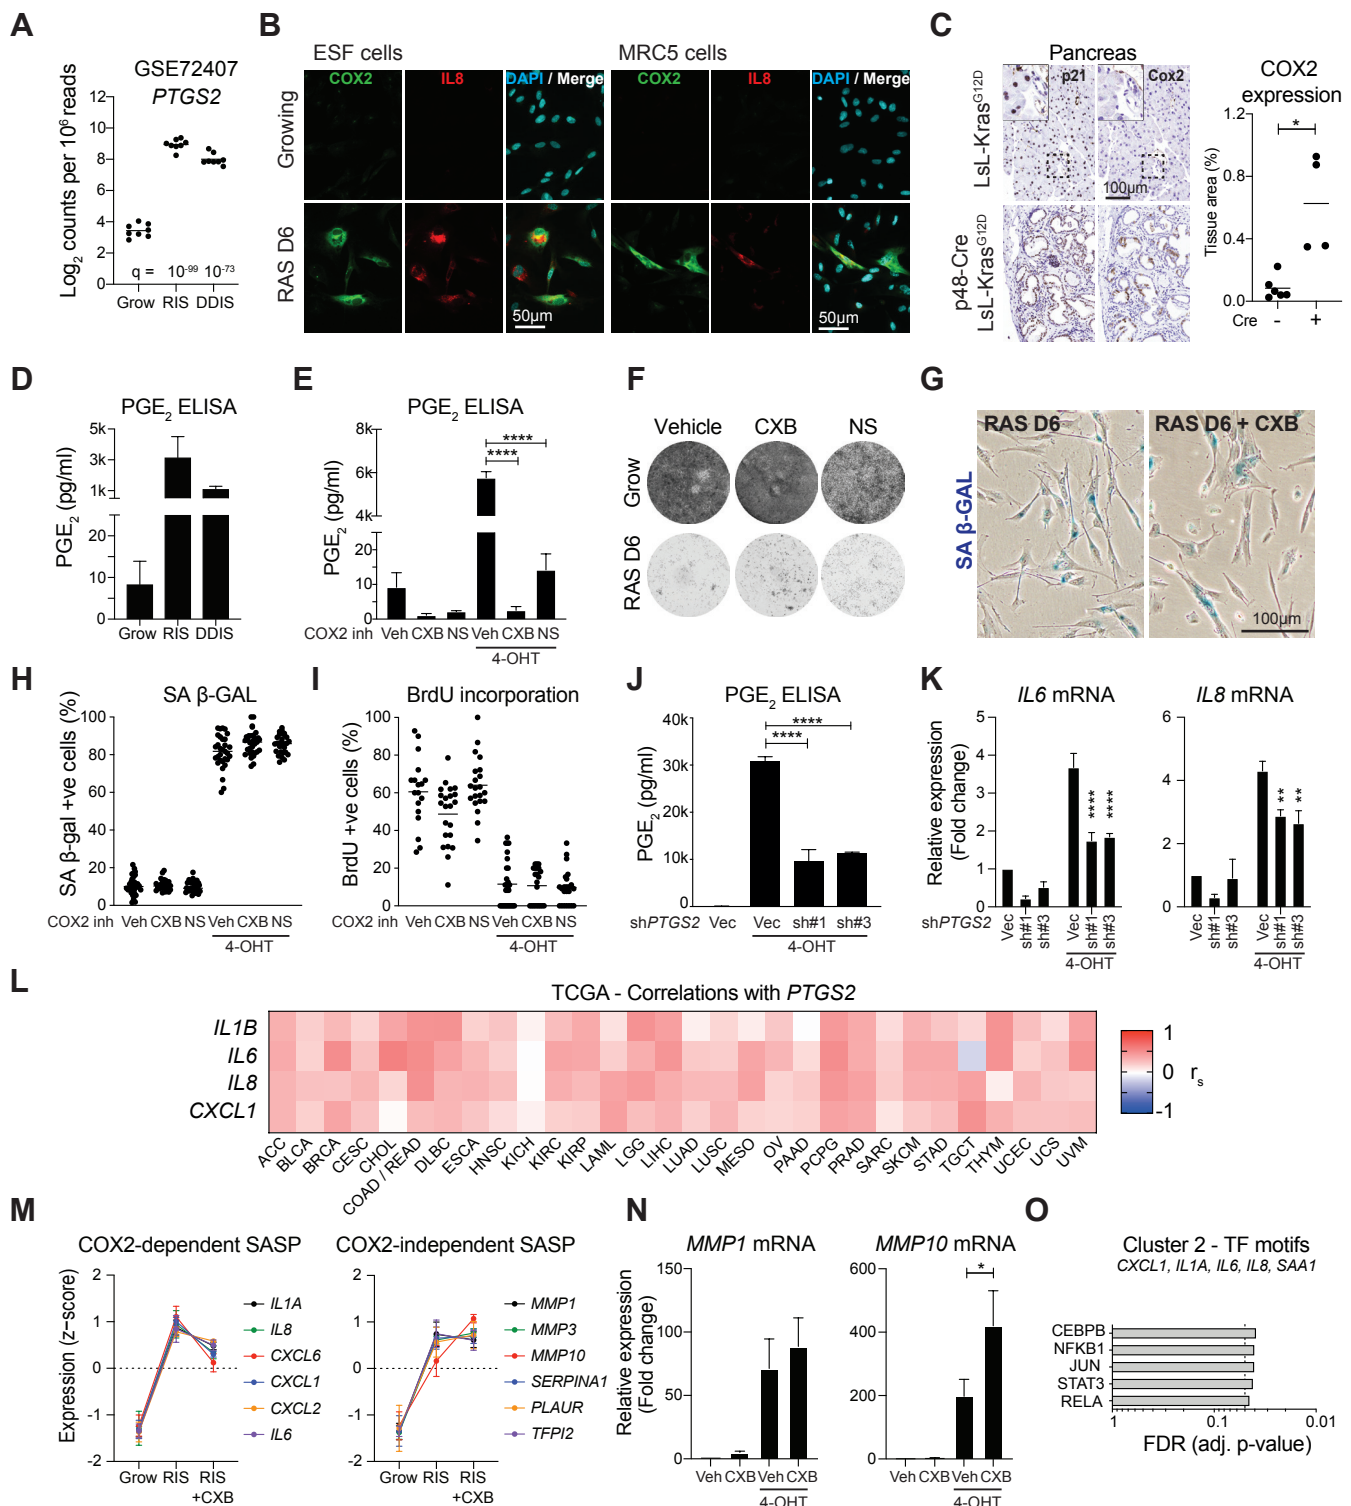 A
GSE72407
PTGS2
Log2 counts per 10⁶ reads
12
10
8
6
4
2
0
q = 10⁻⁹⁹ 10⁻⁷³
Grow RIS DDIS
B
ESF cells MRC5 cells
COX2 IL8 DAPI / Merge COX2 IL8 DAPI / Merge
Growing
RAS D6
50µm 50µm
C
Pancreas
p21 Cox2
LsL-Kras^G12D
100µm
p48-Cre
LsL-Kras^G12D
COX2
expression
*
Tissue area (%)
1.2
0.8
0.4
0.0
Cre - +
D
PGE₂ ELISA
PGE₂ (pg/ml)
5k
3k
1k
20
10
0
Grow RIS DDIS
E
PGE₂ ELISA
PGE₂ (pg/ml)
8k
6k
4k
20
10
0
****
****
COX2 inh Veh CXB NS Veh CXB NS
4-OHT
F
Vehicle CXB NS
Grow
RAS D6
G
SA β-GAL
RAS D6 RAS D6 + CXB
100µm
H
SA β-GAL
SA β-gal +ve cells (%)
100
80
60
40
20
0
COX2 inh Veh CXB NS Veh CXB NS
4-OHT
I
BrdU incorporation
BrdU +ve cells (%)
100
80
60
40
20
0
COX2 inh Veh CXB NS Veh CXB NS
4-OHT
J
PGE₂ ELISA
PGE₂ (pg/ml)
40k
30k
20k
10k
0
****
****
shPTGS2 Vec Vec sh#1 sh#3
4-OHT
K
IL6 mRNA IL8 mRNA
Relative expression
(Fold change)
5
4
3
2
1
0
**** ****
shPTGS2 Vec sh#1 sh#3 Vec sh#1 sh#3
4-OHT
6
4
2
0
** **
Vec sh#1 sh#3 Vec sh#1 sh#3
4-OHT
L
TCGA - Correlations with PTGS2
IL1B
IL6
IL8
CXCL1
ACC BLCA BRCA CESC CHOL COAD / READ DLBC ESCA HNSC KICH KIRC KIRP LAML LGG LIHC LUAD LUSC MESO OV PAAD PCPG PRAD SARC SKCM STAD TGCT THYM UCEC UCS UVM
1
0
-1
rs
M
COX2-dependent SASP COX2-independent SASP
Expression (z−score)
2
1
0
-1
-2
Grow RIS RIS
+CXB
IL1A
IL8
CXCL6
CXCL1
CXCL2
IL6
2
1
0
-1
-2
Grow RIS RIS
+CXB
MMP1
MMP3
MMP10
SERPINA1
PLAUR
TFPI2
N
MMP1 mRNA MMP10 mRNA
Relative expression
(Fold change)
150
100
50
0
Veh CXB Veh CXB
4-OHT
600
400
200
0
*
Veh CXB Veh CXB
4-OHT
O
Cluster 2 - TF motifs
CXCL1, IL1A, IL6, IL8, SAA1
CEBPB
NFKB1
JUN
STAT3
RELA
1 0.1 0.01
FDR (adj. p-value)